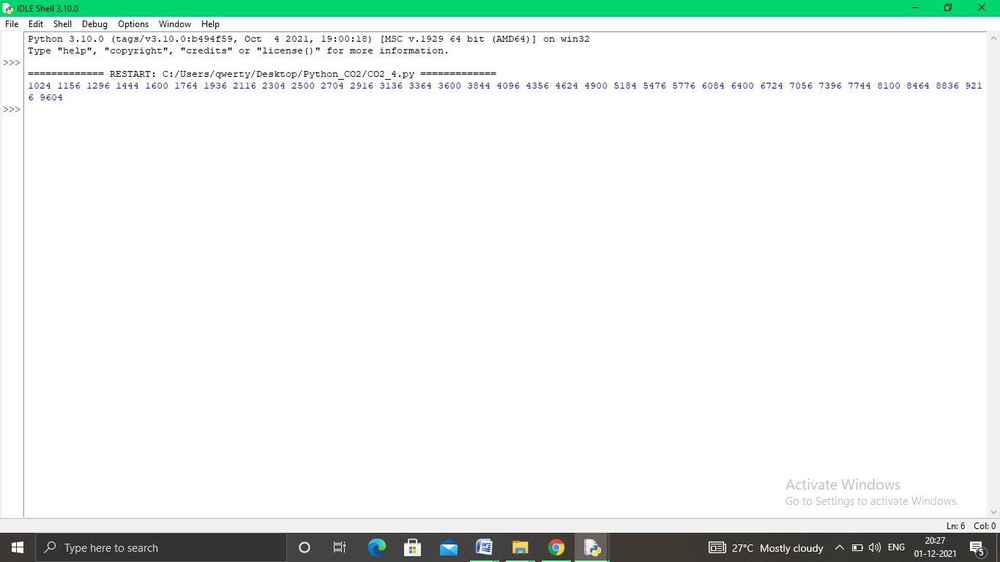 IDLE Shell 3.10.0
File Edit Shell Debug Options Window Help
Python 3.10.0 (tags/v3.10.0:b494f59, Oct  4 2021, 19:00:18) [MSC v.1929 64 bit (AMD64)] on win32
Type "help", "copyright", "credits" or "license()" for more information.
>>>
============= RESTART: C:/Users/qwerty/Desktop/Python_CO2/CO2_4.py =============
1024 1156 1296 1444 1600 1764 1936 2116 2304 2500 2704 2916 3136 3364 3600 3844 4096 4356 4624 4900 5184 5476 5776 6084 6400 6724 7056 7396 7744 8100 8464 8836 921
6 9604
>>>
Activate Windows
Go to Settings to activate Windows.
Ln: 6 Col: 0
Type here to search
27°C Mostly cloudy
ENG
20:27
01-12-2021
5